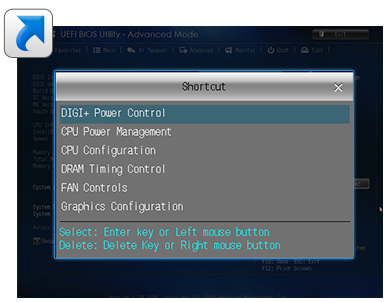 UEFI BIOS Utility - Advanced Mode
Exit
Favorites
Main
Ai Tweaker
Advanced
Monitor
Boot
Tool
Shortcut
DIGI+ Power Control
CPU Power Management
CPU Configuration
DRAM Timing Control
FAN Controls
Graphics Configuration
Select: Enter key or Left mouse button
Delete: Delete Key or Right mouse button
F12: Print Screen